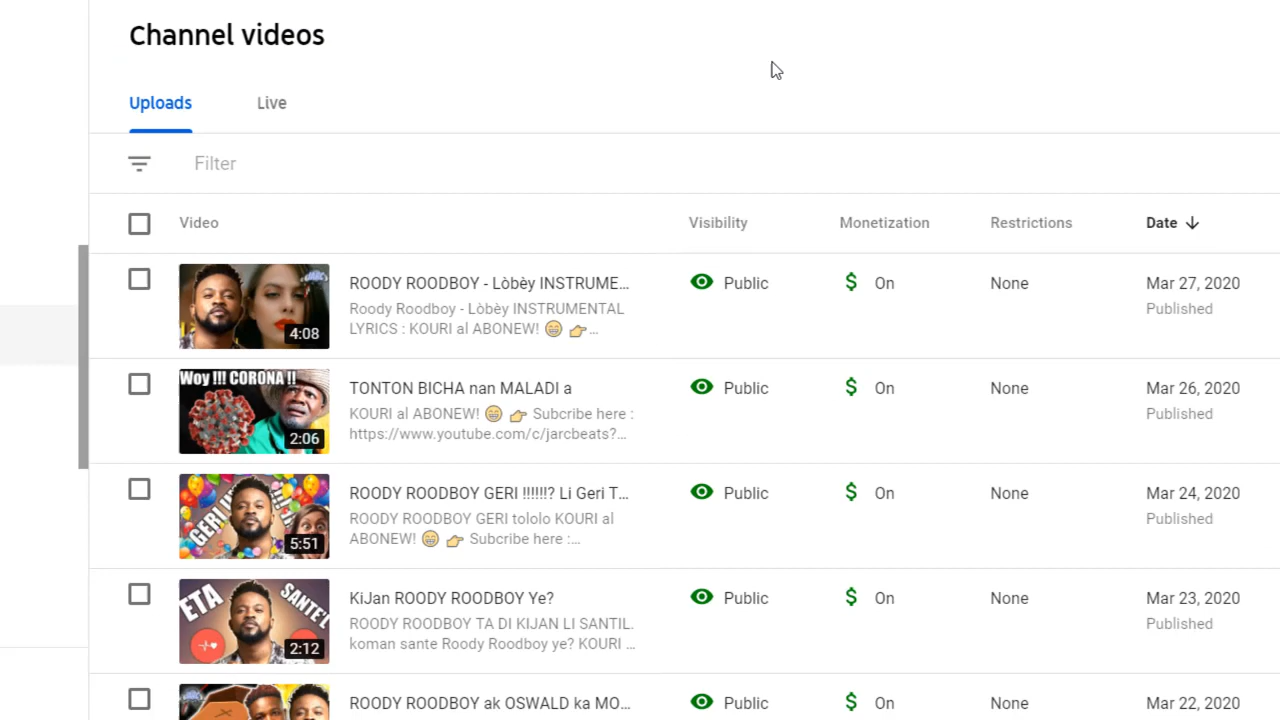 Channel videos
Uploads
Live
Filter
Video
Visibility
Monetization
Restrictions
Date
4:08
ROODY ROODBOY - Lòbèy INSTRUME...
Roody Roodboy - Lòbèy INSTRUMENTAL
LYRICS : KOURI al ABONEW! 😁 👉 ...
Public
$ On
None
Mar 27, 2020
Published
Woy !!! CORONA !!
2:06
TONTON BICHA nan MALADI a
KOURI al ABONEW! 😁 👉 Subcribe here :
https://www.youtube.com/c/jarcbeats?...
Public
$ On
None
Mar 26, 2020
Published
GERI !!!
5:51
ROODY ROODBOY GERI !!!!!!? Li Geri T...
ROODY ROODBOY GERI tololo KOURI al
ABONEW! 😁 👉 Subcribe here :...
Public
$ On
None
Mar 24, 2020
Published
ETA SANTE'L
2:12
KiJan ROODY ROODBOY Ye?
ROODY ROODBOY TA DI KIJAN LI SANTIL.
koman sante Roody Roodboy ye? KOURI ...
Public
$ On
None
Mar 23, 2020
Published
ROODY ROODBOY ak OSWALD ka MO...
Public
$ On
None
Mar 22, 2020